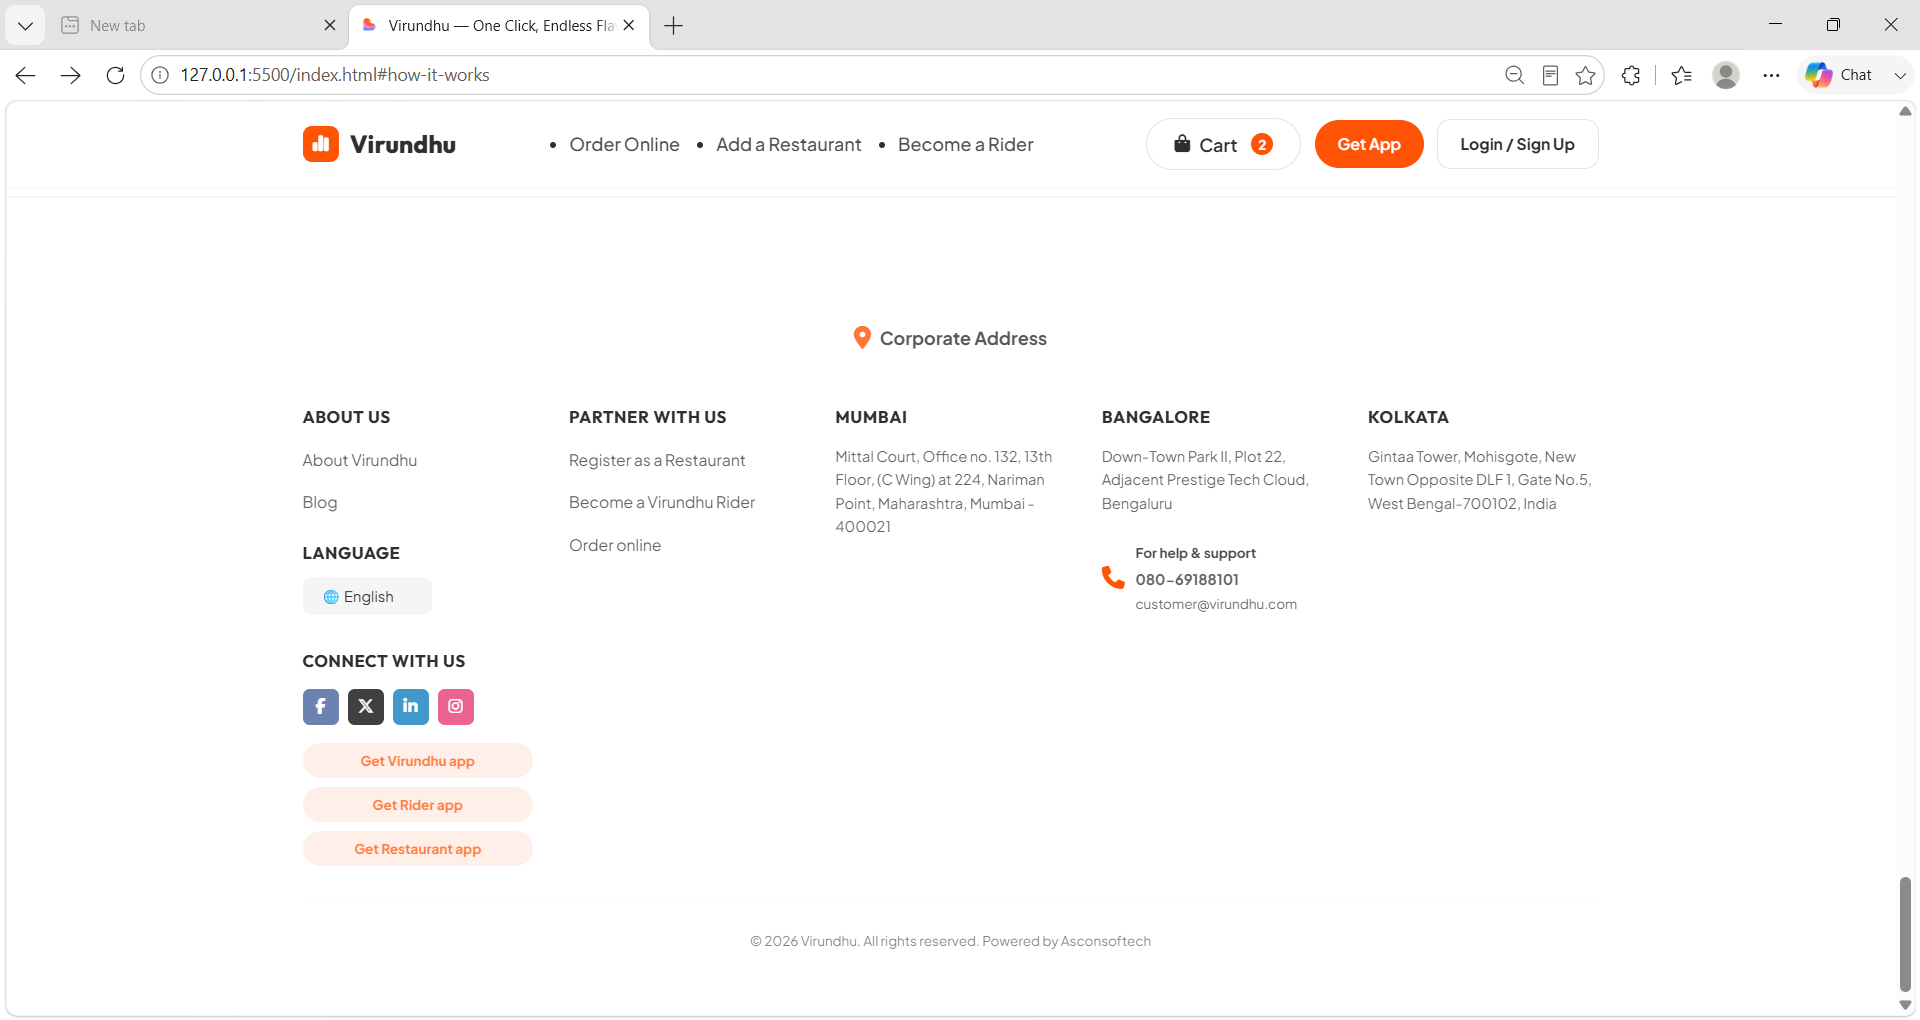 New tab
Virundhu — One Click, Endless Fla
127.0.0.1:5500/index.html#how-it-works
Chat
Virundhu
• Order Online • Add a Restaurant • Become a Rider
Cart 2
Get App
Login / Sign Up
Corporate Address
ABOUT US
About Virundhu
Blog
LANGUAGE
English
CONNECT WITH US
Get Virundhu app
Get Rider app
Get Restaurant app
PARTNER WITH US
Register as a Restaurant
Become a Virundhu Rider
Order online
MUMBAI
Mittal Court, Office no. 132, 13th
Floor, (C Wing) at 224, Nariman
Point, Maharashtra, Mumbai -
400021
BANGALORE
Down-Town Park II, Plot 22,
Adjacent Prestige Tech Cloud,
Bengaluru
For help & support
080-69188101
customer@virundhu.com
KOLKATA
Gintaa Tower, Mohisgote, New
Town Opposite DLF 1, Gate No.5,
West Bengal-700102, India
© 2026 Virundhu. All rights reserved. Powered by Asconsoftech